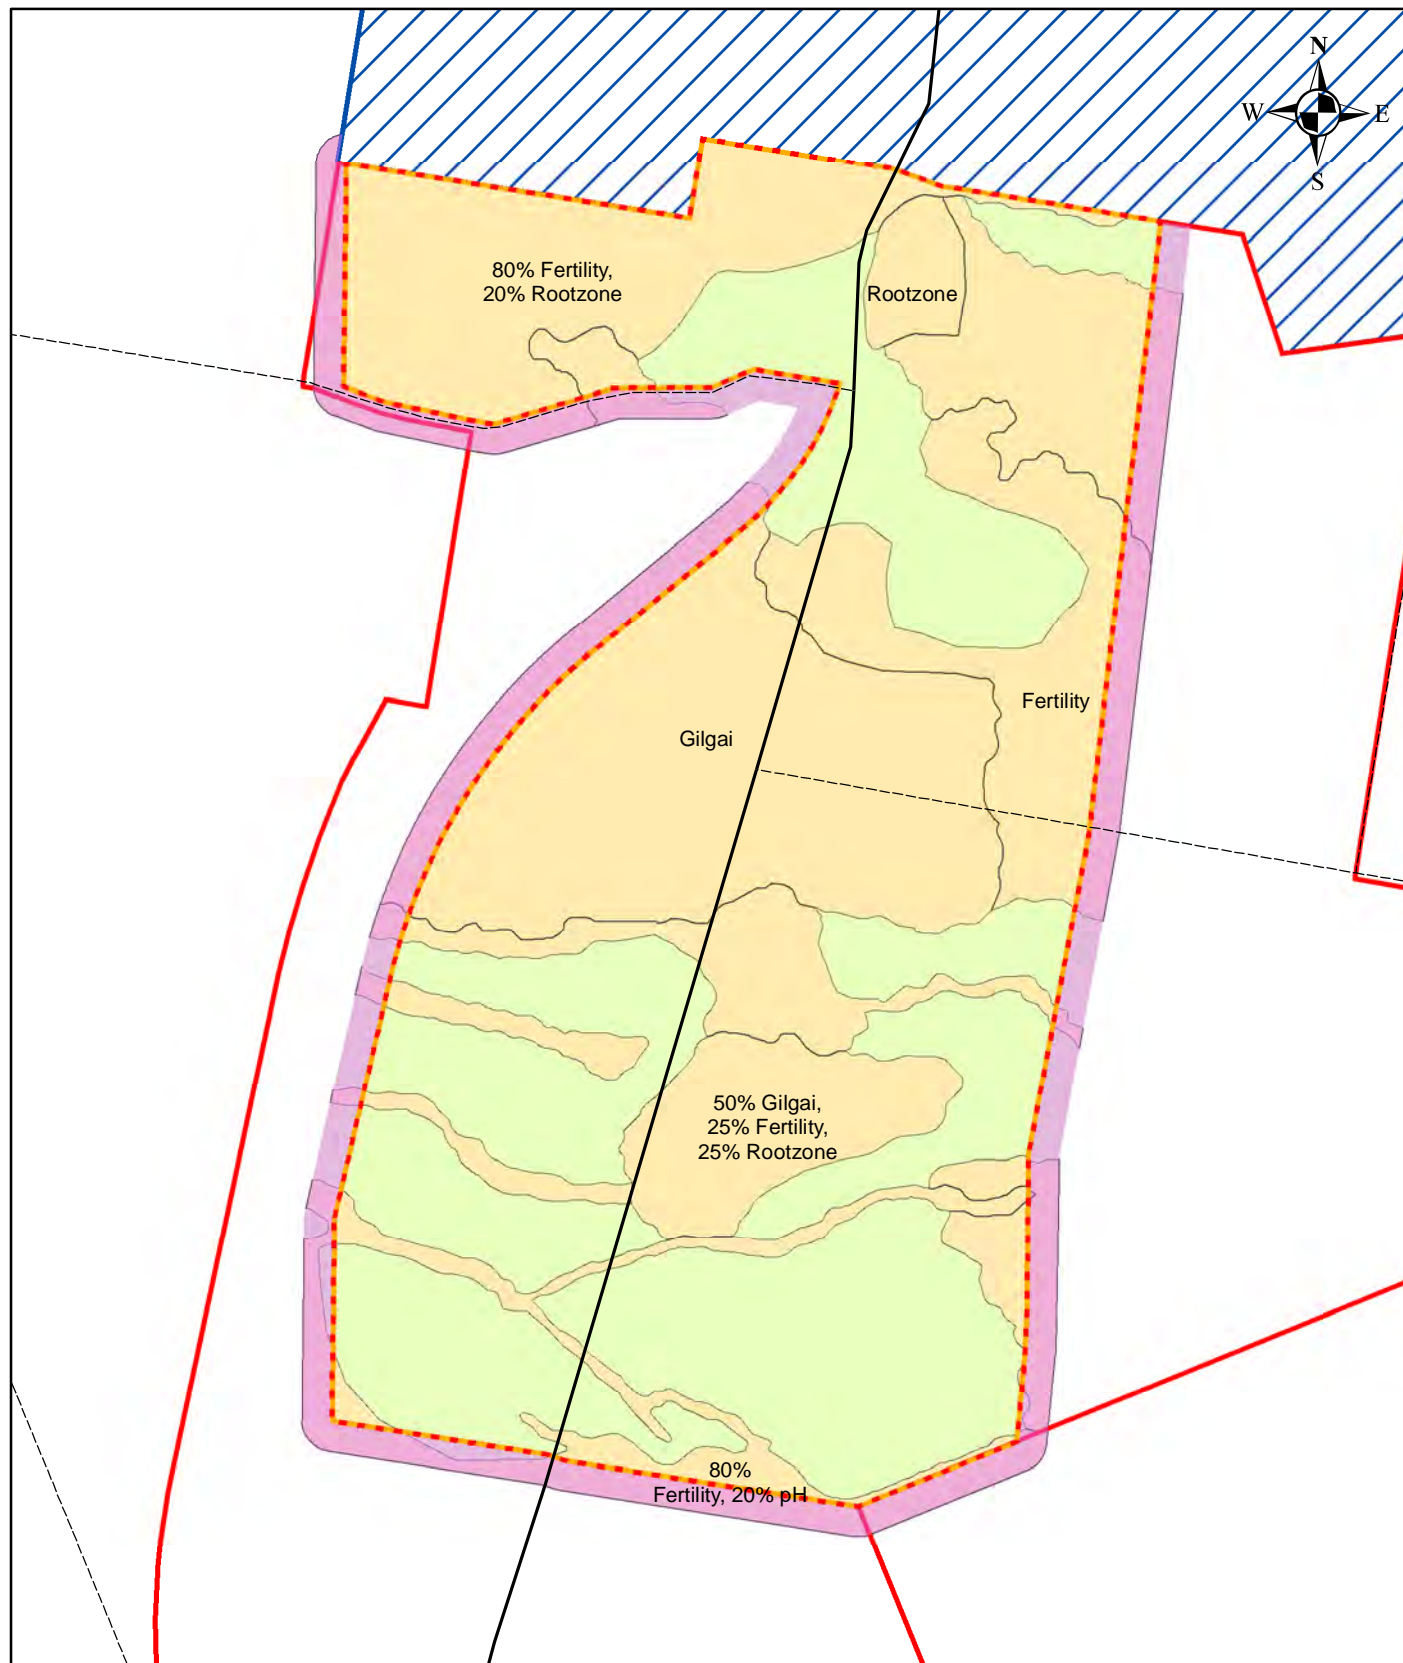 N
W E
S
80% Fertility,
20% Rootzone
Rootzone
Fertility
Gilgai
50% Gilgai,
25% Fertility,
25% Rootzone
80%
Fertility, 20% pH